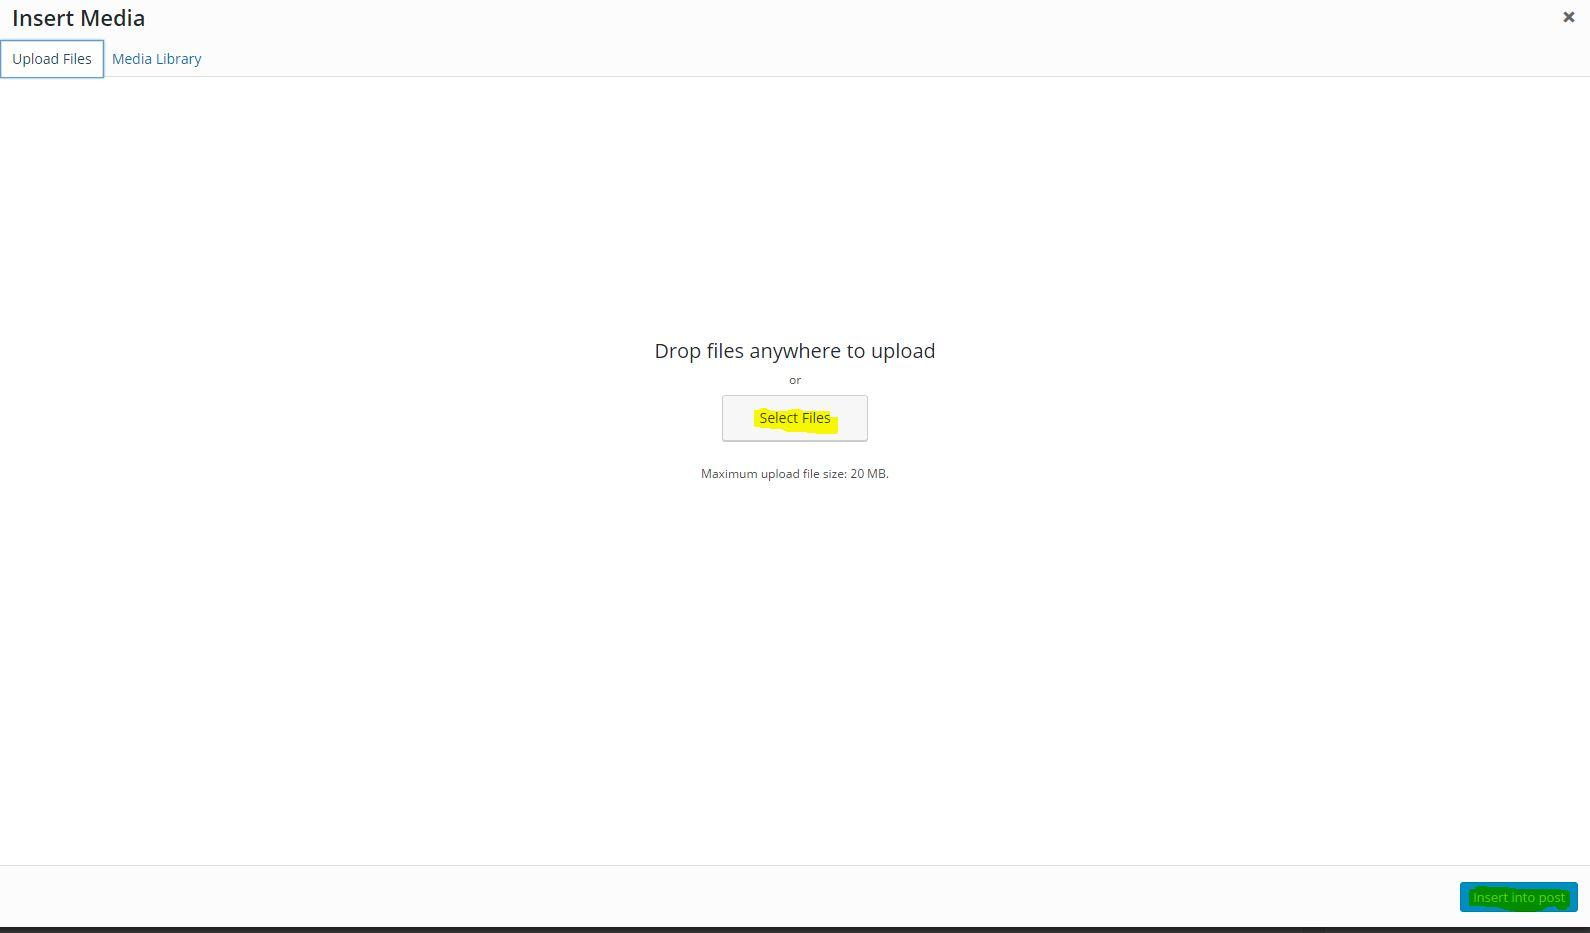 Insert Media
Upload Files Media Library
Drop files anywhere to upload
or
Select Files
Maximum upload file size: 20 MB.
Insert into post